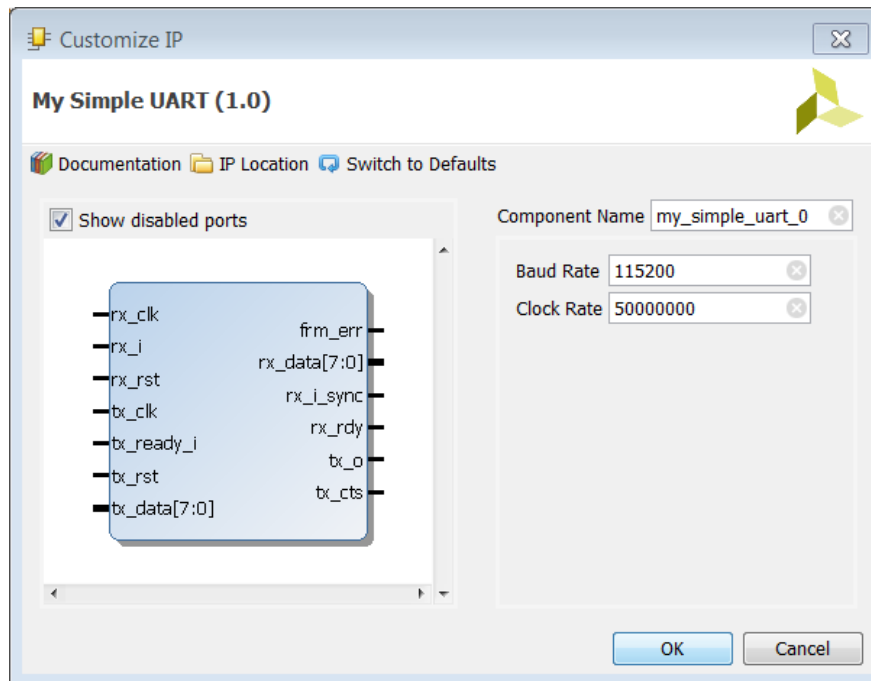 Customize IP
My Simple UART (1.0)
Documentation IP Location Switch to Defaults
Show disabled ports
rx_clk
rx_i
rx_rst
tx_clk
tx_ready_i
tx_rst
tx_data[7:0]
frm_err
rx_data[7:0]
rx_i_sync
rx_rdy
tx_o
tx_cts
Component Name my_simple_uart_0
Baud Rate 115200
Clock Rate 50000000
OK Cancel